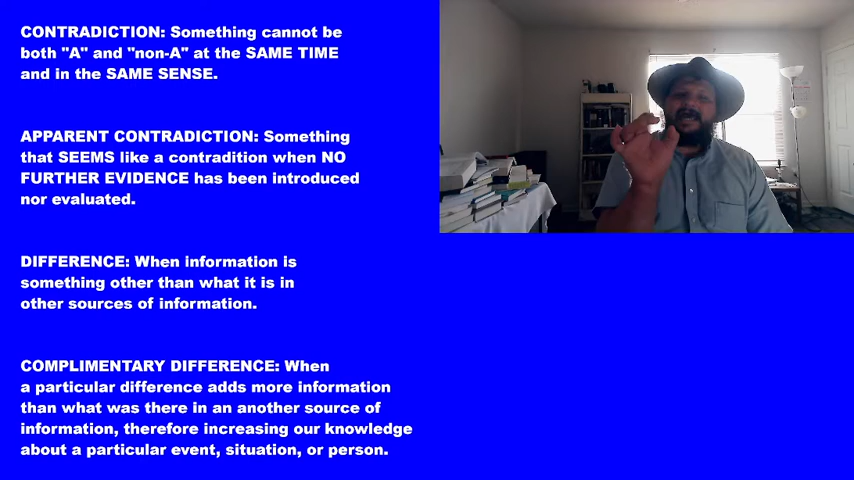 CONTRADICTION: Something cannot be
both "A" and "non-A" at the SAME TIME
and in the SAME SENSE.
APPARENT CONTRADICTION: Something
that SEEMS like a contradition when NO
FURTHER EVIDENCE has been introduced
nor evaluated.
DIFFERENCE: When information is
something other than what it is in
other sources of information.
COMPLIMENTARY DIFFERENCE: When
a particular difference adds more information
than what was there in an another source of
information, therefore increasing our knowledge
about a particular event, situation, or person.